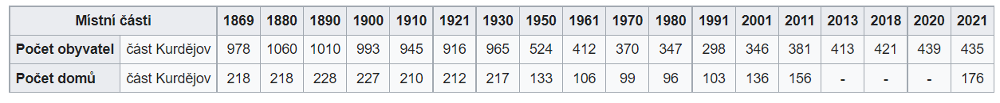 Místní části 1869 1880 1890 1900 1910 1921 1930 1950 1961 1970 1980 1991 2001 2011 2013 2018 2020 2021
Počet obyvatel část Kurdějov 978 1060 1010 993 945 916 965 524 412 370 347 298 346 381 413 421 439 435
Počet domů část Kurdějov 218 218 228 227 210 212 217 133 106 99 96 103 136 156 - - - 176